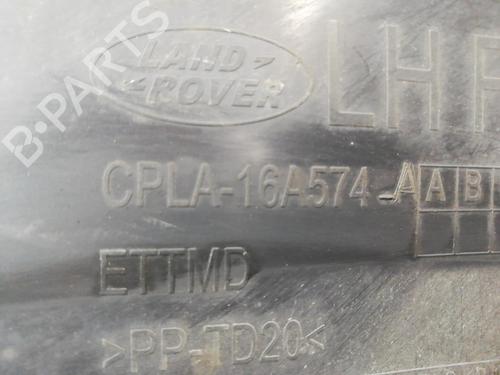 LAND
ROVER
LH
CPLA-16A574-A A B
ETTMD
>PP-TD20<
B-PARTS